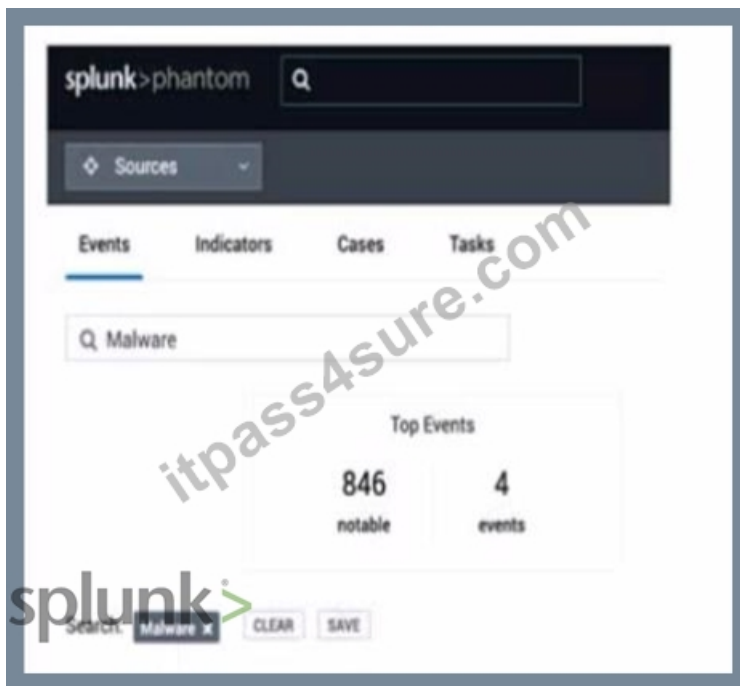 splunk>phantom
Sources
Events Indicators Cases Tasks
Malware
Top Events
846 4
notable events
Search: Malware x CLEAR SAVE
splunk>
itpass4sure.com